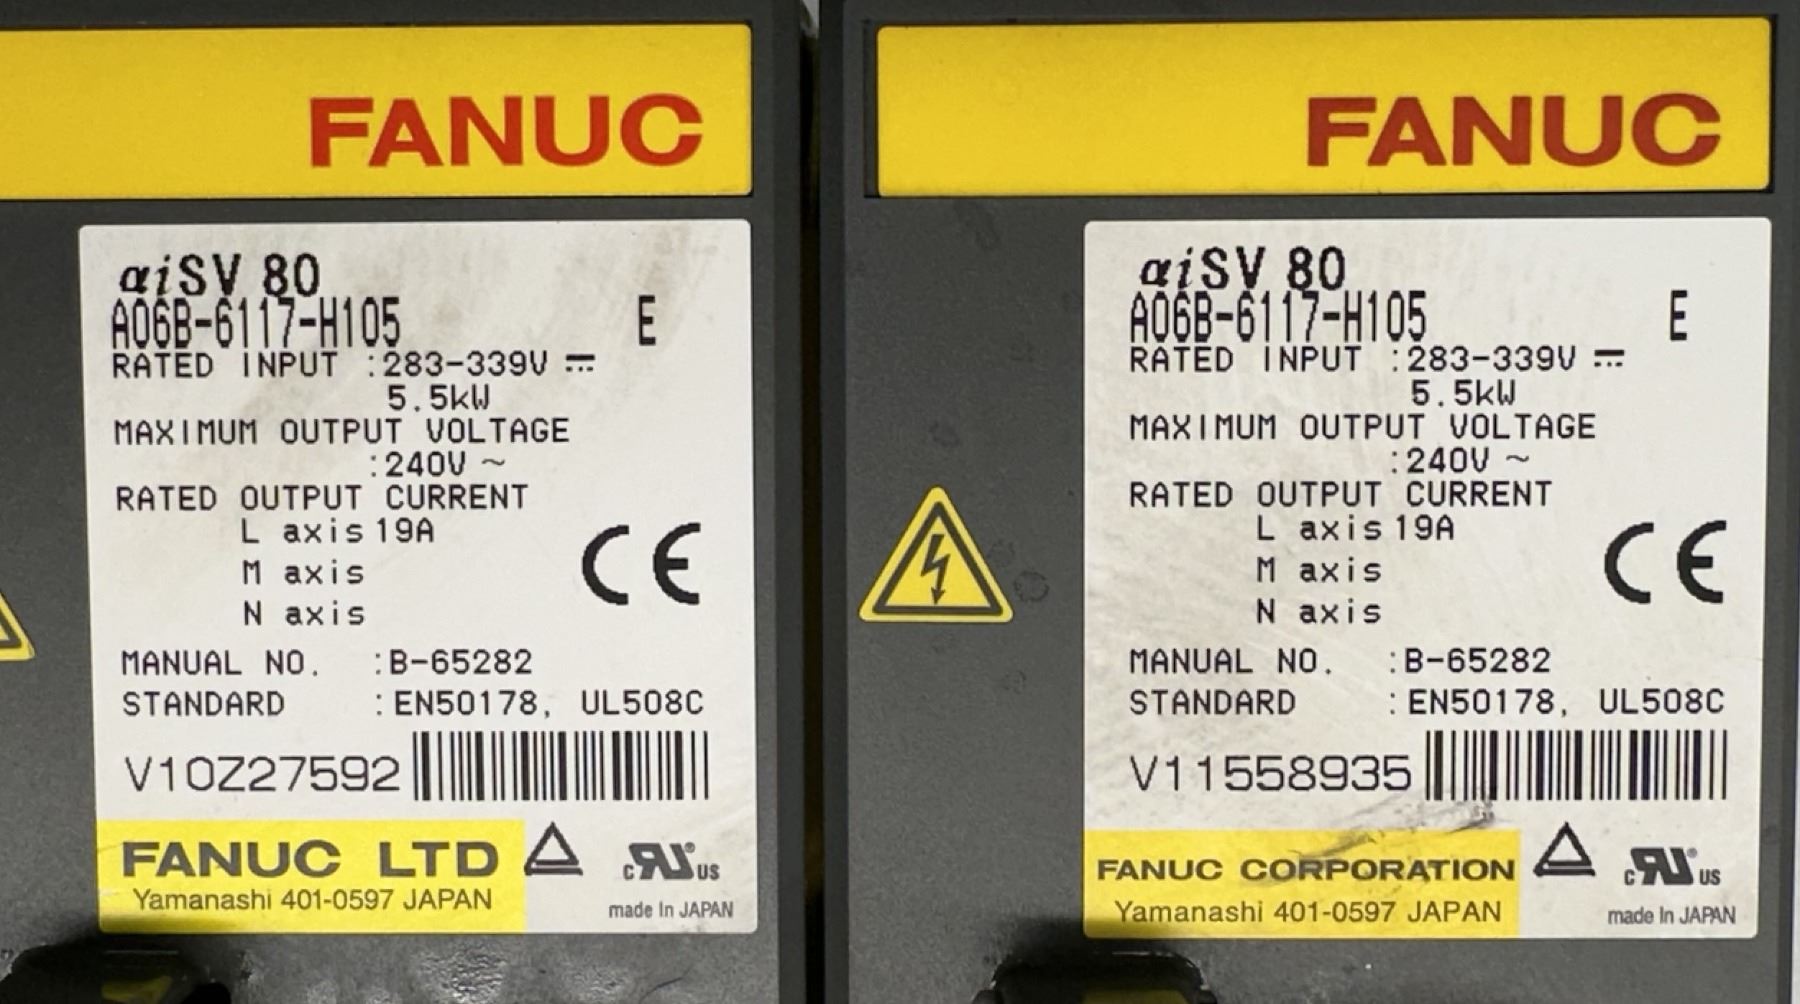 FANUC
αiSV 80
A06B-6117-H105 E
RATED INPUT :283-339V ⎓
5.5kW
MAXIMUM OUTPUT VOLTAGE
:240V ~
RATED OUTPUT CURRENT
L axis 19A
M axis
N axis
CE
MANUAL NO. :B-65282
STANDARD :EN50178, UL508C
V10Z27592
FANUC LTD
Yamanashi 401-0597 JAPAN
c RU ® US
made In JAPAN
FANUC
αiSV 80
A06B-6117-H105 E
RATED INPUT :283-339V ⎓
5.5kW
MAXIMUM OUTPUT VOLTAGE
:240V ~
RATED OUTPUT CURRENT
L axis 19A
M axis
N axis
CE
MANUAL NO. :B-65282
STANDARD :EN50178, UL508C
V11558935
FANUC CORPORATION
Yamanashi 401-0597 JAPAN
c RU ® US
made In JAPAN